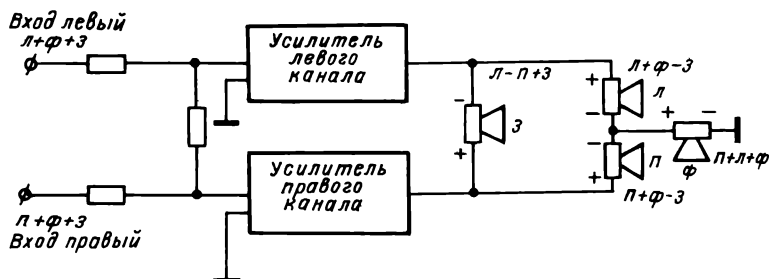 Вход левый
л+ф+з
Усилитель
левого
канала
л-п+з
л+ф-з
+
л
-
-
з
+
+
-
ф
п+л+ф
-
п
+
п+ф-з
Усилитель
правого
канала
п+ф+з
Вход правый